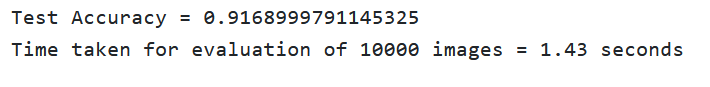 Test Accuracy = 0.9168999791145325
Time taken for evaluation of 10000 images = 1.43 seconds